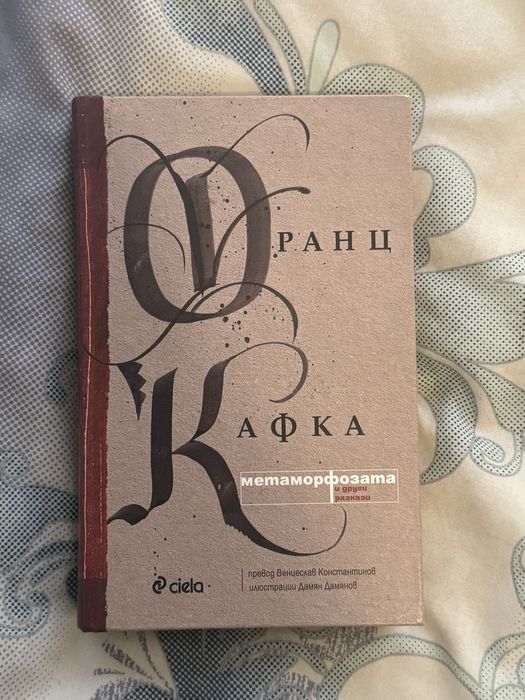 ФРАНЦ
КАФКА
метаморфозата
и други
разкази
превод Венцеслав Константинов
илюстрации Дамян Дамянов
ciela